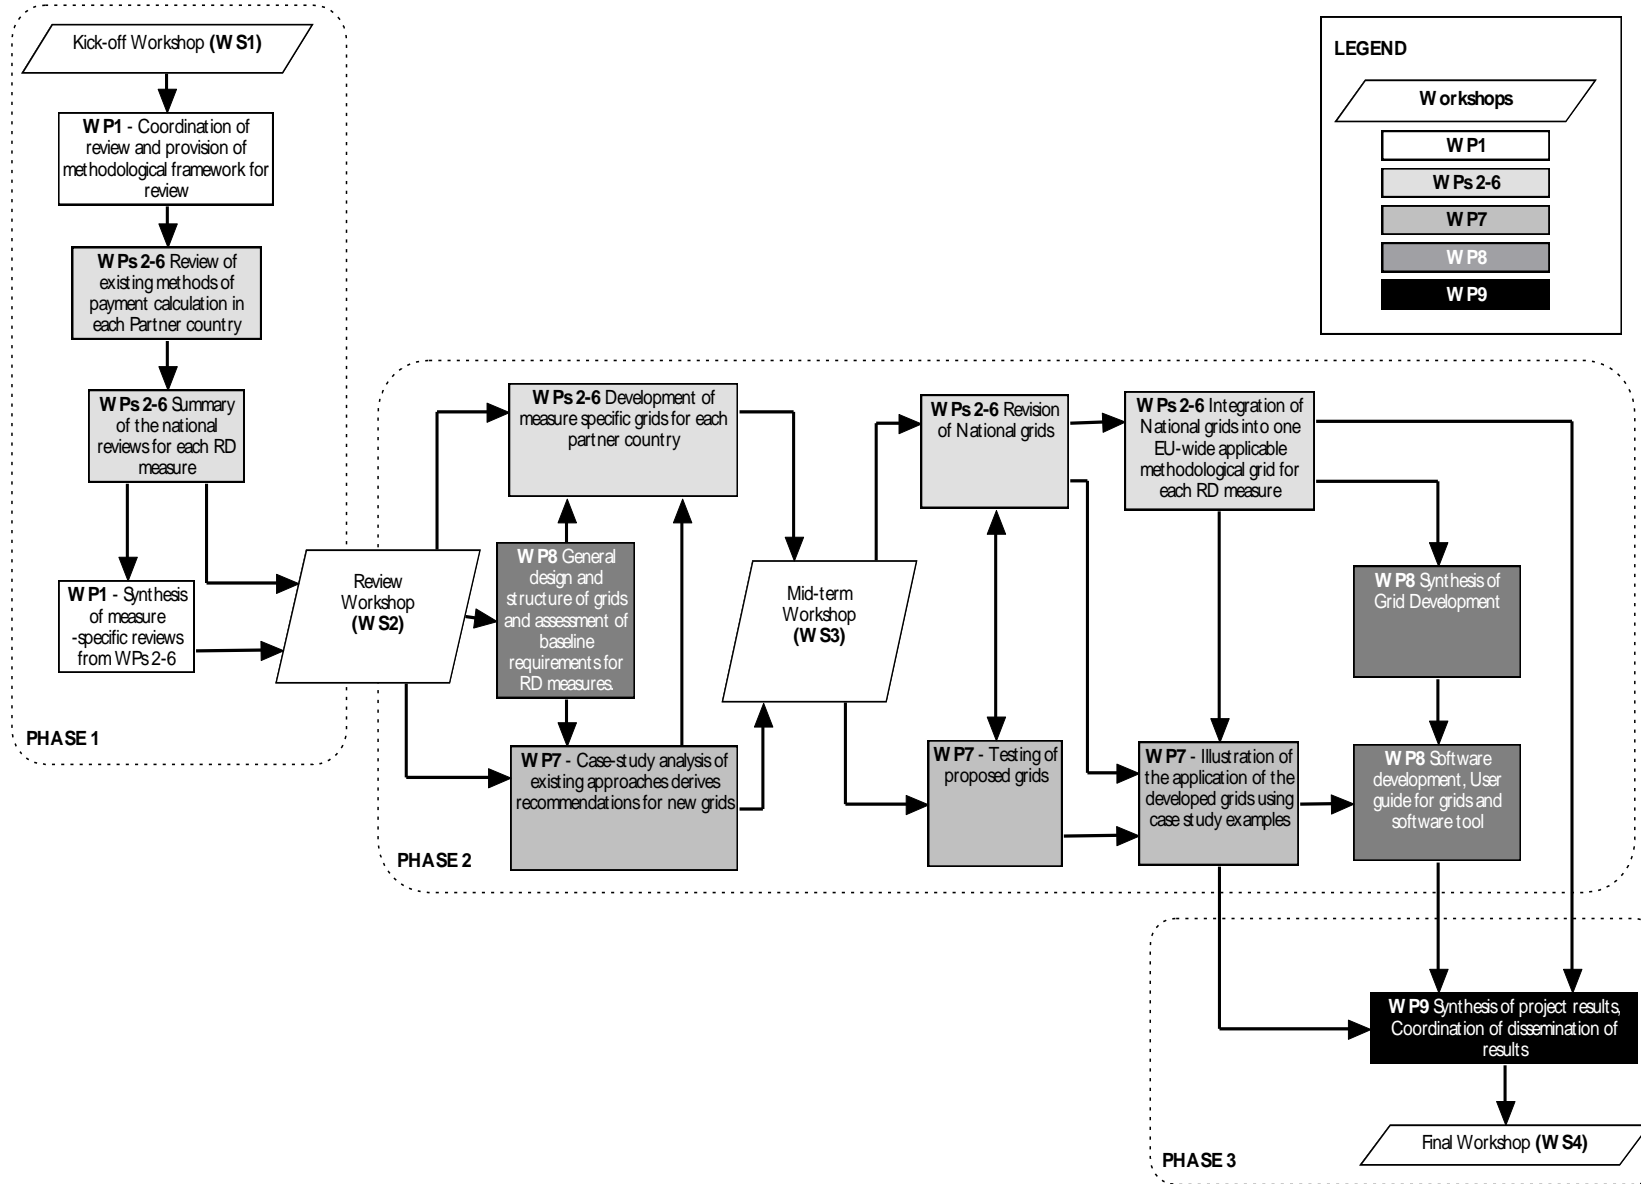 Kick-off Workshop (WS1)
WP1 - Coordination of
review and provision of
methodological framework for
review
WPs 2-6 Review of
existing methods of
payment calculation in
each Partner country
WPs 2-6 Summary
of the national
reviews for each RD
measure
WP1 - Synthesis
of measure
-specific reviews
from WPs 2-6
PHASE 1
Review
Workshop
(WS2)
WPs 2-6 Development of
measure specific grids for each
partner country
WP8 General
design and
structure of grids
and assessment of
baseline
requirements for
RD measures.
WP7 - Case-study analysis of
existing approaches derives
recommendations for new grids
PHASE 2
Mid-term
Workshop
(WS3)
WPs 2-6 Revision
of National grids
WP7 - Testing of
proposed grids
WPs 2-6 Integration of
National grids into one
EU-wide applicable
methodological grid for
each RD measure
WP7 - Illustration of
the application of the
developed grids using
case study examples
WP8 Synthesis of
Grid Development
WP8 Software
development, User
guide for grids and
software tool
WP9 Synthesis of project results,
Coordination of dissemination of
results
Final Workshop (WS4)
PHASE 3
LEGEND
Workshops
WP1
WPs 2-6
WP7
WP8
WP9